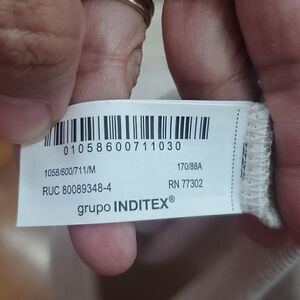 01058600711030
1058/600/711/M 170/88A
RUC 80089348-4 RN 77302
grupo INDITEX®